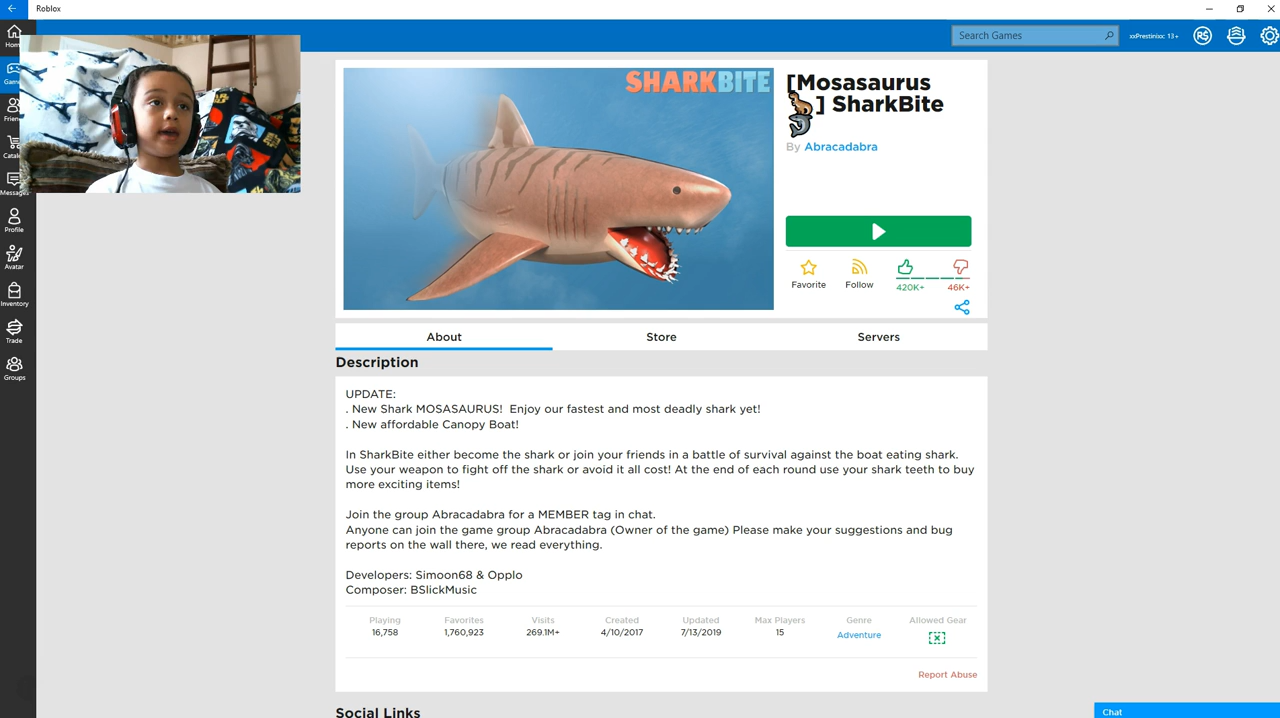 Roblox
Search Games
xxPrestinixx: 13+
Home
Games
Friends
Catalog
Messages
Profile
Avatar
Inventory
Trade
Groups
SHARKBITE
[Mosasaurus
] SharkBite
By Abracadabra
Favorite
Follow
420K+
46K+
About
Store
Servers
Description
UPDATE:
. New Shark MOSASAURUS! Enjoy our fastest and most deadly shark yet!
. New affordable Canopy Boat!
In SharkBite either become the shark or join your friends in a battle of survival against the boat eating shark.
Use your weapon to fight off the shark or avoid it all cost! At the end of each round use your shark teeth to buy
more exciting items!
Join the group Abracadabra for a MEMBER tag in chat.
Anyone can join the game group Abracadabra (Owner of the game) Please make your suggestions and bug
reports on the wall there, we read everything.
Developers: Simoon68 & Opplo
Composer: BSlickMusic
Playing Favorites Visits Created Updated Max Players Genre Allowed Gear
16,758 1,760,923 269.1M+ 4/10/2017 7/13/2019 15 Adventure
Report Abuse
Social Links
Chat